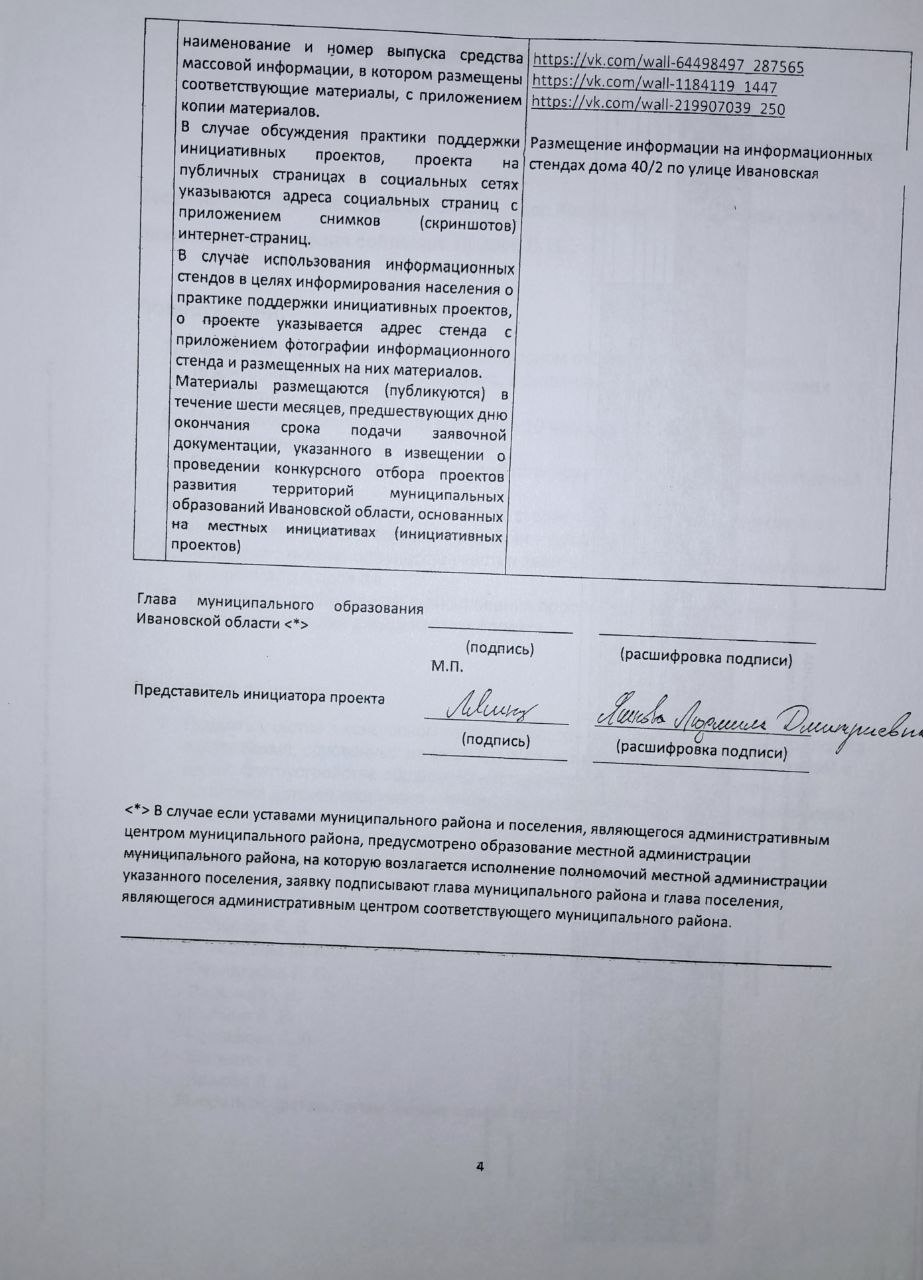 наименование и номер выпуска средства
массовой информации, в котором размещены
соответствующие материалы, с приложением
копии материалов.
В случае обсуждения практики поддержки
инициативных проектов, проекта на
публичных страницах в социальных сетях
указываются адреса социальных страниц с
приложением снимков (скриншотов)
интернет-страниц.
В случае использования информационных
стендов в целях информирования населения о
практике поддержки инициативных проектов,
о проекте указывается адрес стенда с
приложением фотографии информационного
стенда и размещенных на них материалов.
Материалы размещаются (публикуются) в
течение шести месяцев, предшествующих дню
окончания срока подачи заявочной
документации, указанного в извещении о
проведении конкурсного отбора проектов
развития территорий муниципальных
образований Ивановской области, основанных
на местных инициативах (инициативных
проектов)
https://vk.com/wall-64498497_287565
https://vk.com/wall-1184119_1447
https://vk.com/wall-219907039_250
Размещение информации на информационных
стендах дома 40/2 по улице Ивановская
Глава муниципального образования
Ивановской области <*>
(подпись)
(расшифровка подписи)
М.П.
Представитель инициатора проекта
Людмила Дмитриевна
(подпись)
(расшифровка подписи)
<*> В случае если уставами муниципального района и поселения, являющегося административным
центром муниципального района, предусмотрено образование местной администрации
муниципального района, на которую возлагается исполнение полномочий местной администрации
указанного поселения, заявку подписывают глава муниципального района и глава поселения,
являющегося административным центром соответствующего муниципального района.
4